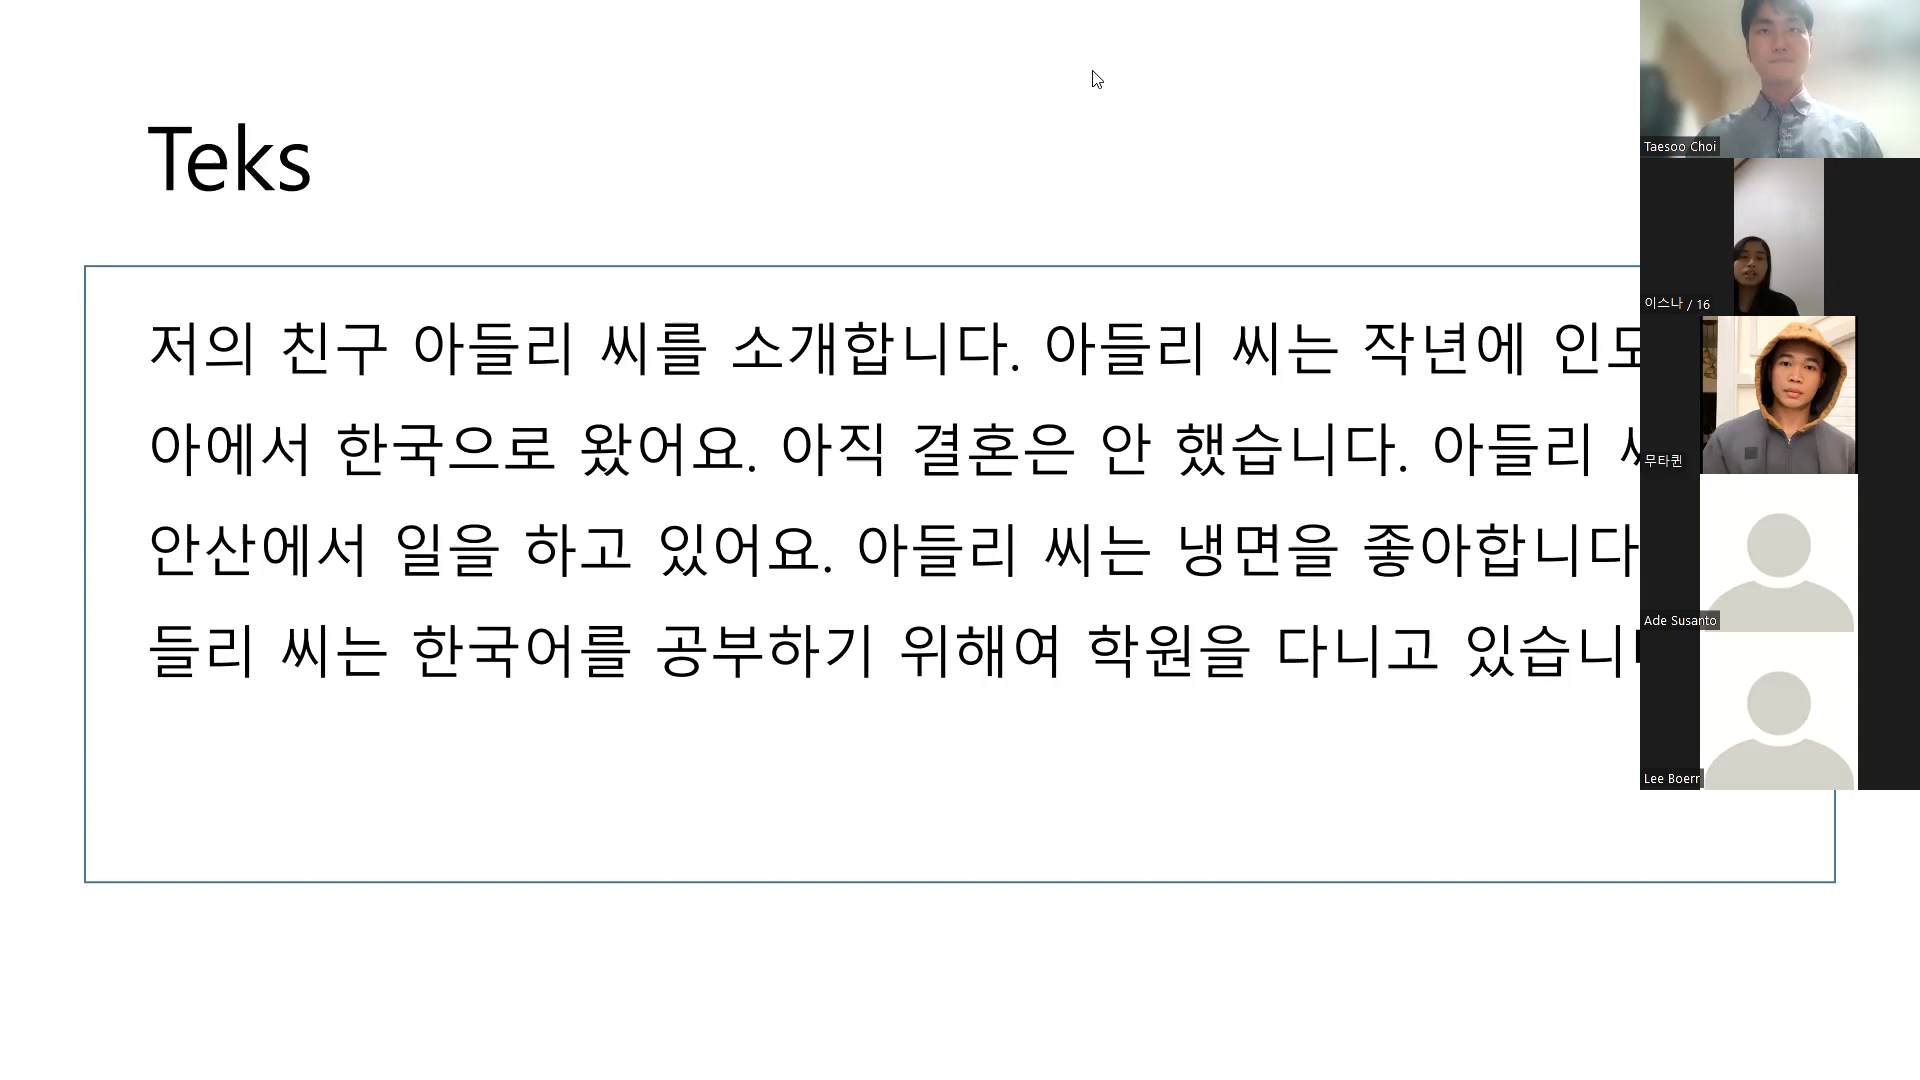 Teks
저의 친구 아들리 씨를 소개합니다. 아들리 씨는 작년에
아에서 한국으로 왔어요. 아직 결혼은 안 했습니다. 아들리
안산에서 일을 하고 있어요. 아들리 씨는 냉면을 좋아합니다
들리 씨는 한국어를 공부하기 위해여 학원을 다니고
Taesoo Choi
이스나 / 16
무타퀸
Ade Susanto
Lee Boerr